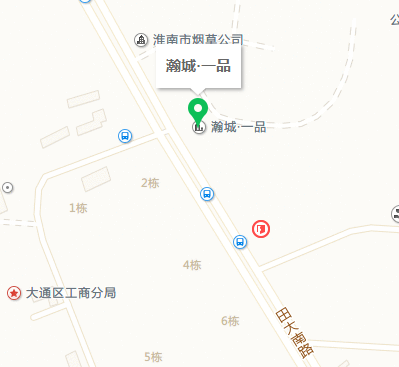 公
淮南市烟草公司
瀚城·一品
瀚城·一品
2栋
1栋
4栋
大通区工商分局
田大南路
6栋
5栋